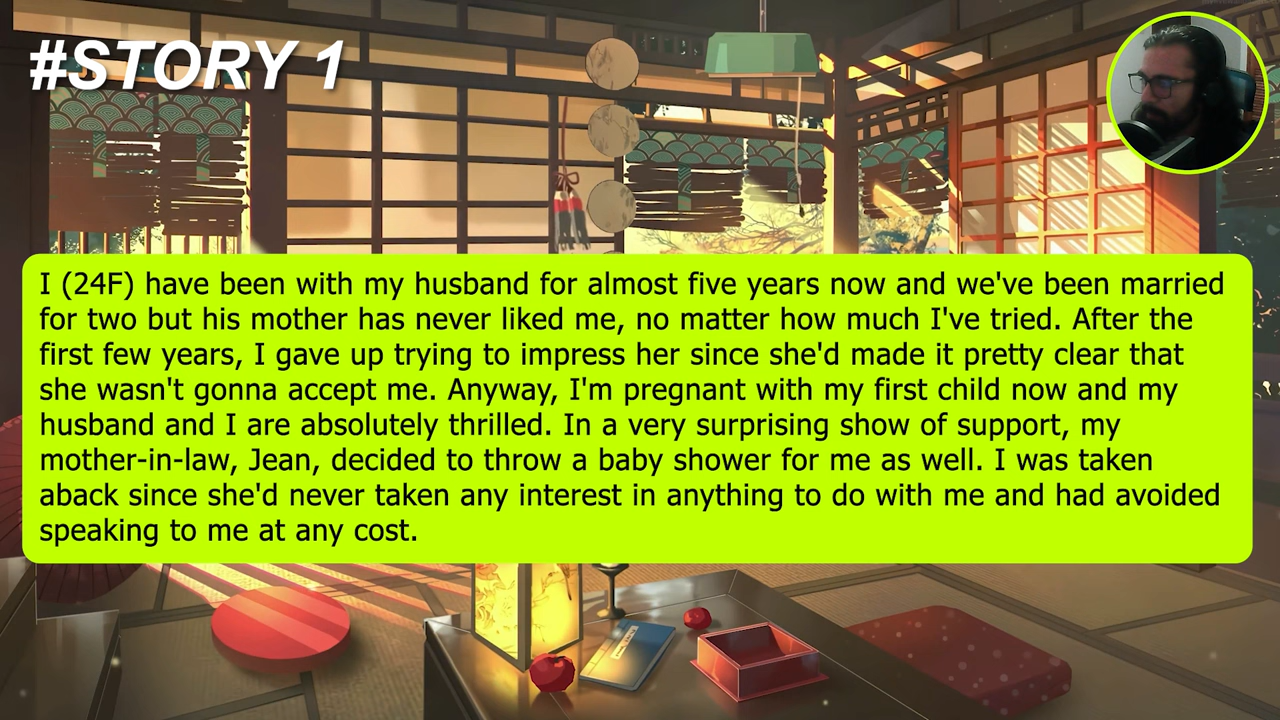 #STORY 1
I (24F) have been with my husband for almost five years now and we've been married
for two but his mother has never liked me, no matter how much I've tried. After the
first few years, I gave up trying to impress her since she'd made it pretty clear that
she wasn't gonna accept me. Anyway, I'm pregnant with my first child now and my
husband and I are absolutely thrilled. In a very surprising show of support, my
mother-in-law, Jean, decided to throw a baby shower for me as well. I was taken
aback since she'd never taken any interest in anything to do with me and had avoided
speaking to me at any cost.